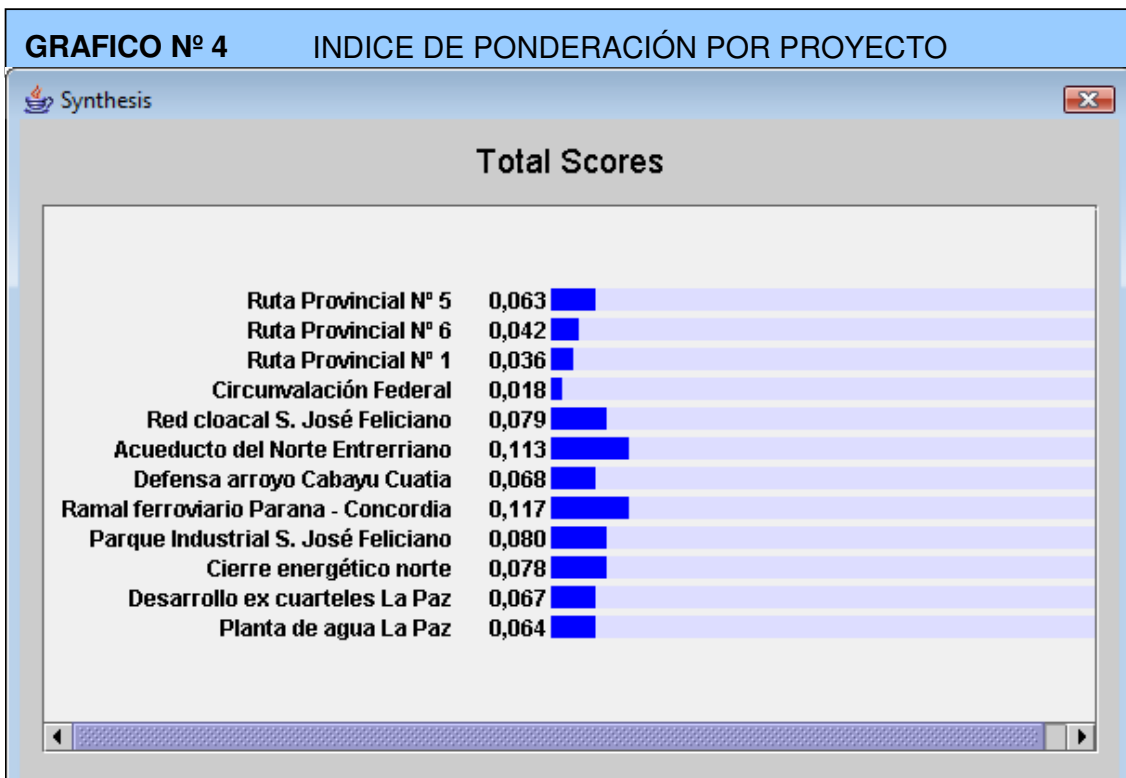 GRAFICO Nº 4 INDICE DE PONDERACIÓN POR PROYECTO
Synthesis
Total Scores
Ruta Provincial Nº 5 0,063
Ruta Provincial Nº 6 0,042
Ruta Provincial Nº 1 0,036
Circunvalación Federal 0,018
Red cloacal S. José Feliciano 0,079
Acueducto del Norte Entrerriano 0,113
Defensa arroyo Cabayu Cuatia 0,068
Ramal ferroviario Parana - Concordia 0,117
Parque Industrial S. José Feliciano 0,080
Cierre energético norte 0,078
Desarrollo ex cuarteles La Paz 0,067
Planta de agua La Paz 0,064